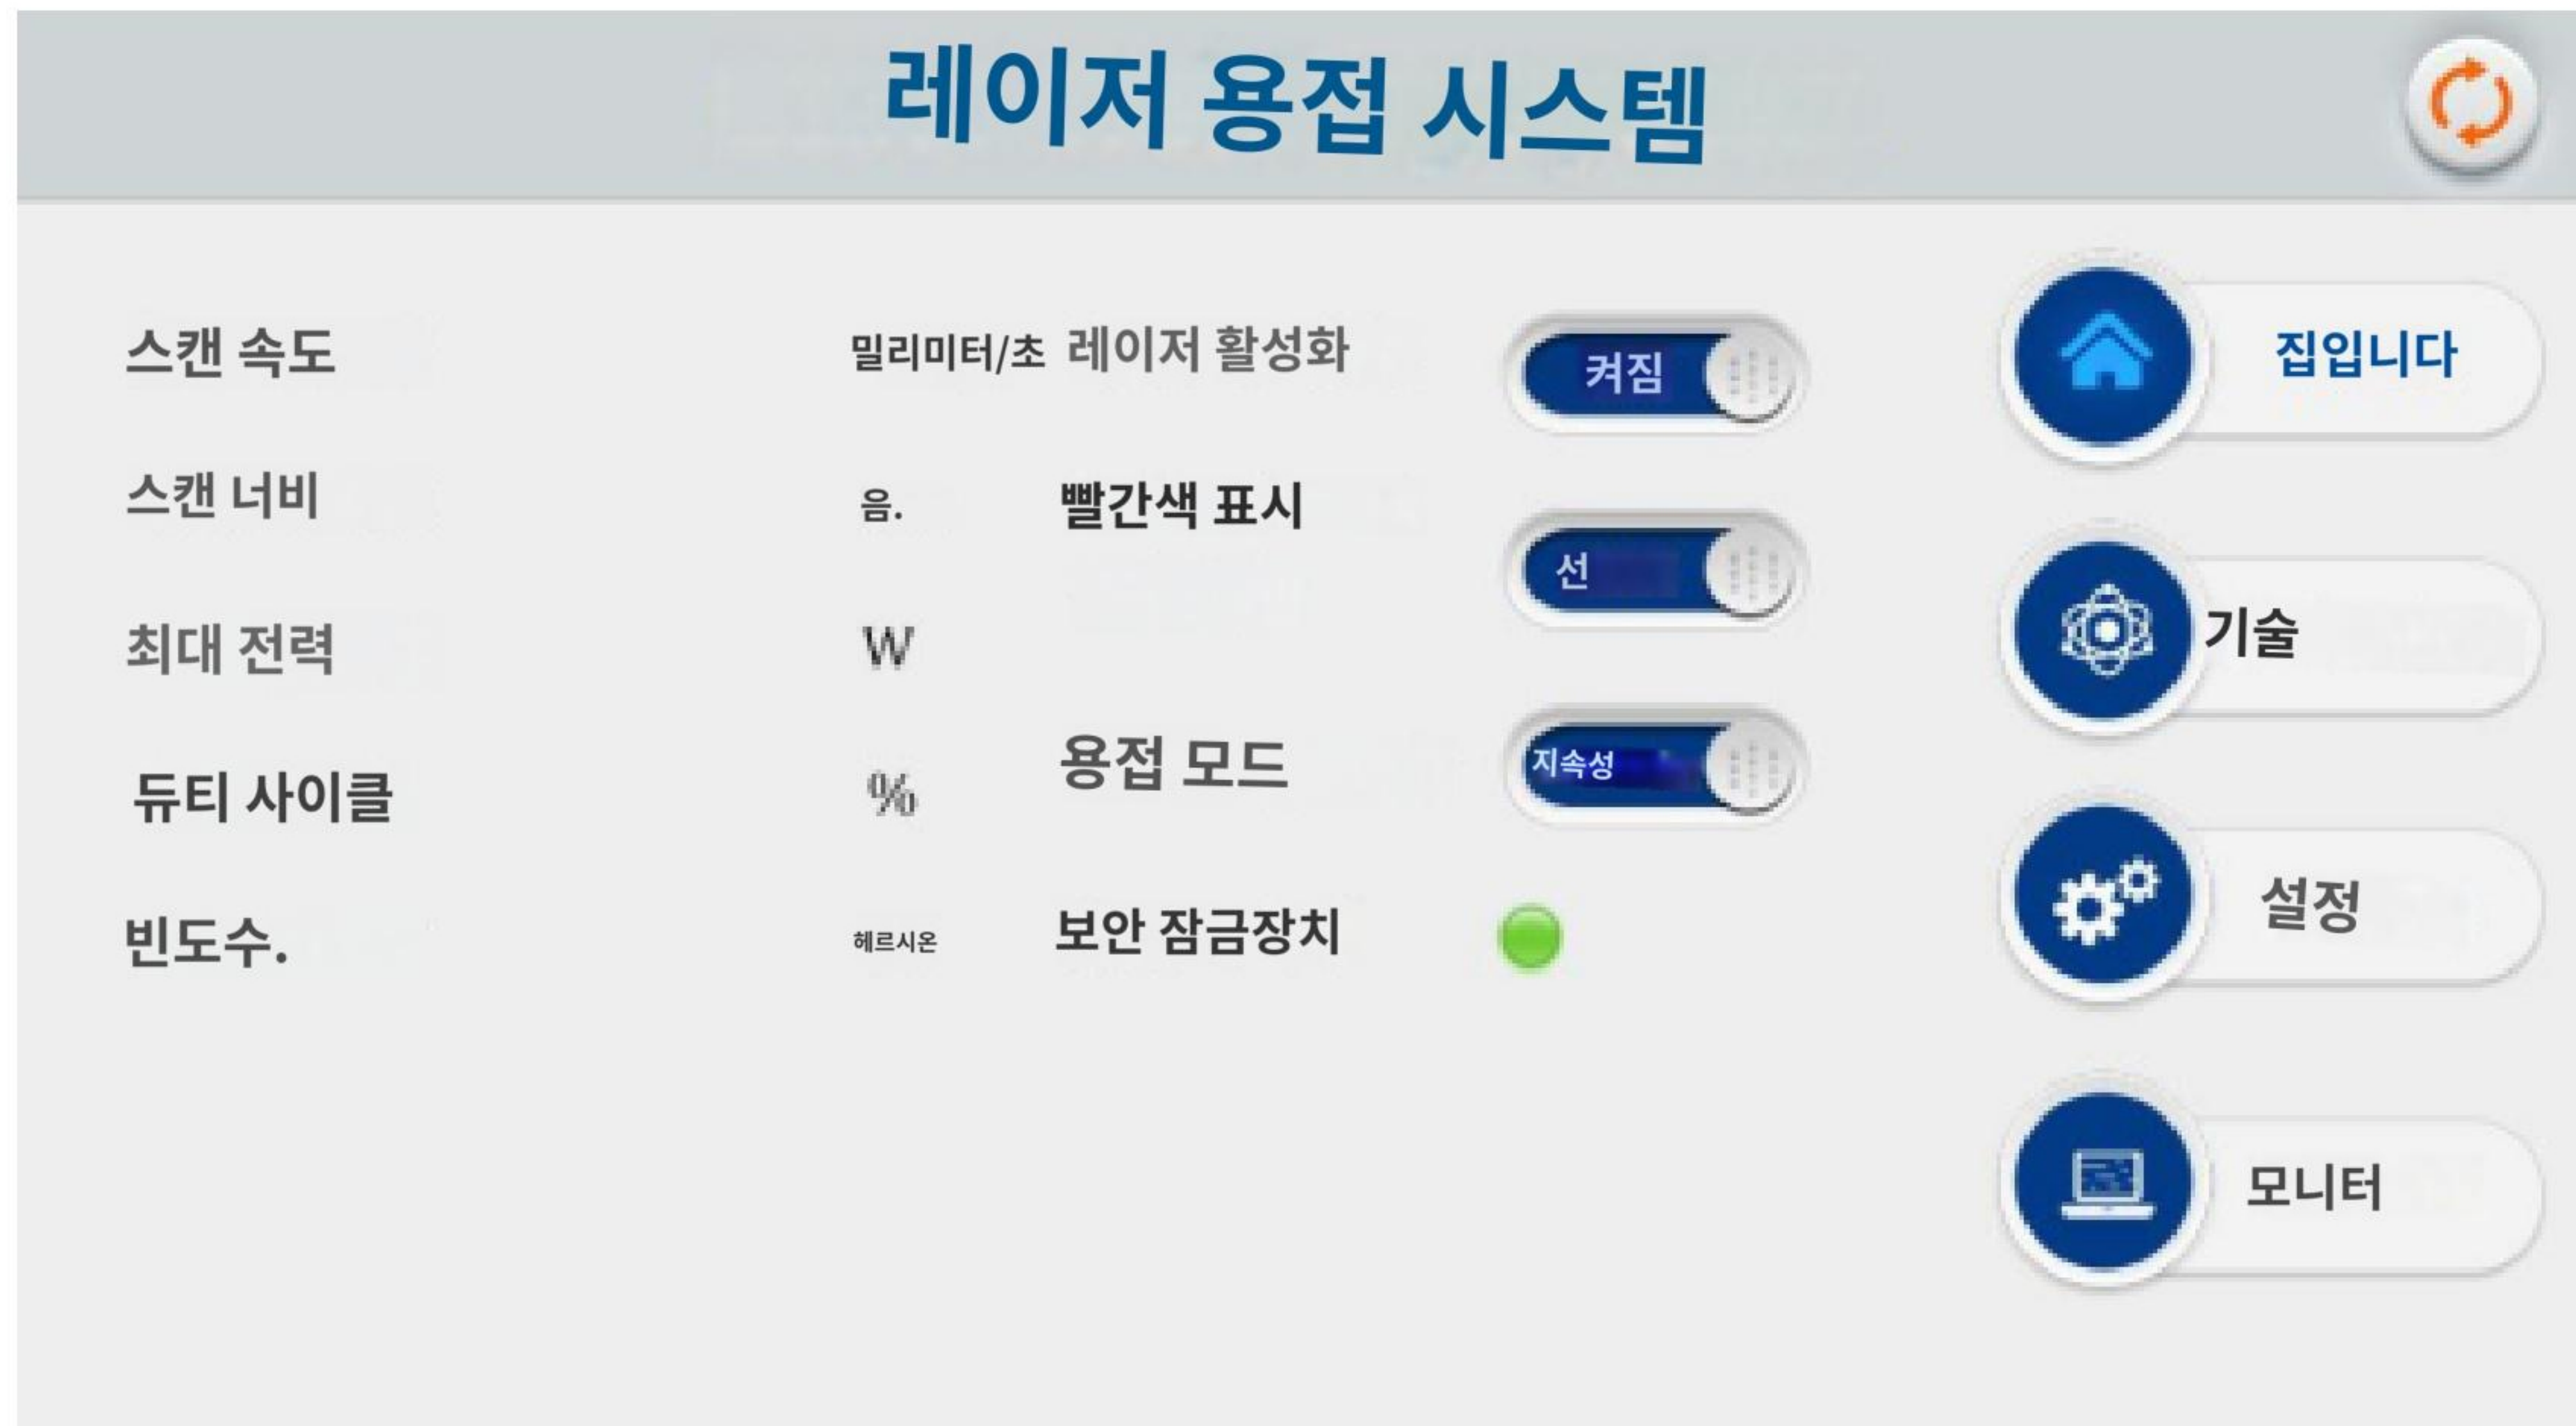 레이저 용접 시스템
스캔 속도
밀리미터/초
레이저 활성화
켜짐
집입니다
스캔 너비
음.
빨간색 표시
선
최대 전력
W
기술
듀티 사이클
%
용접 모드
지속성
빈도수.
헤르시온
보안 잠금장치
설정
모니터